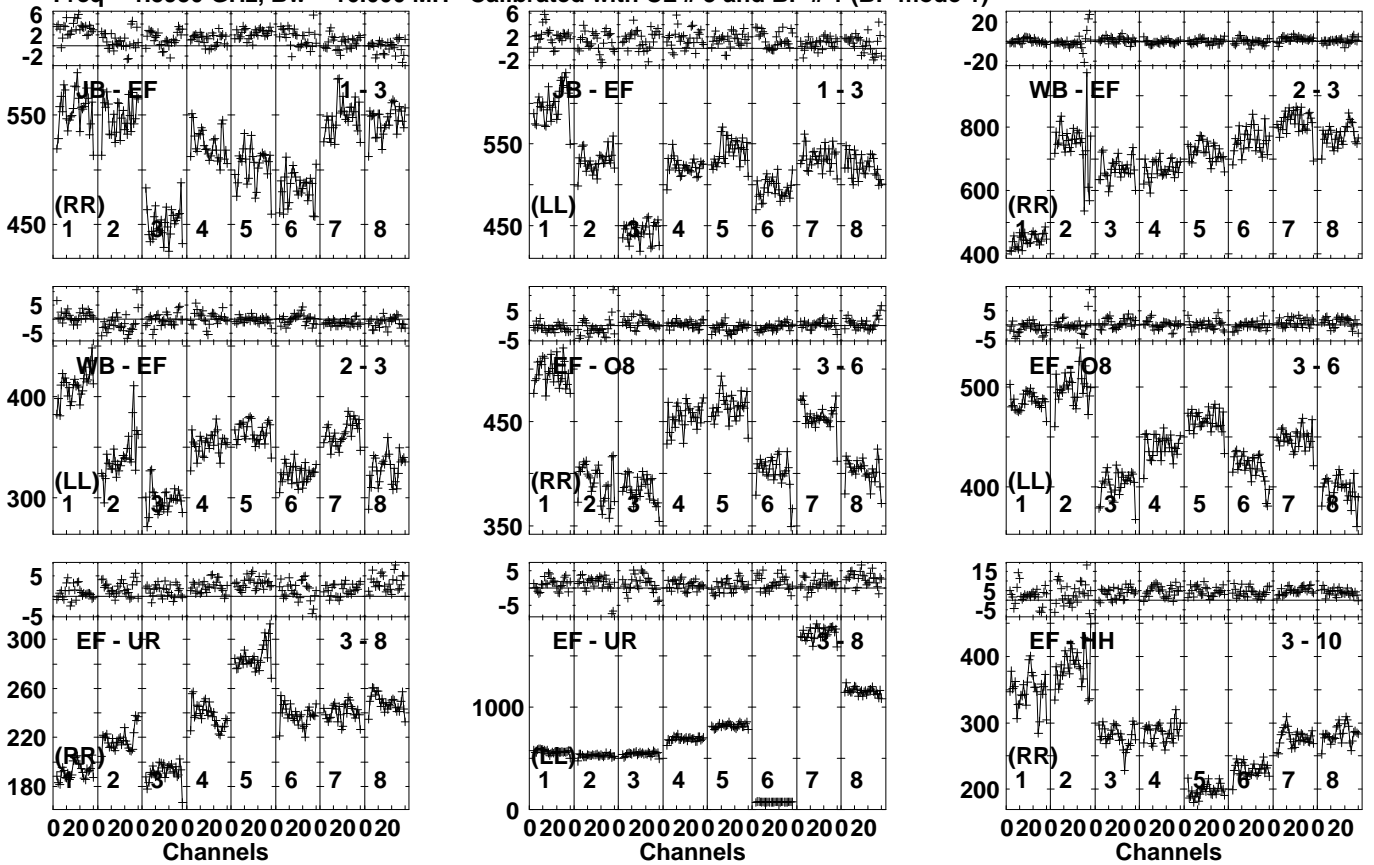 6
2
-2
JB - EF
1 - 3
550
450
(RR)
1 2 3 4 5 6 7 8
6
2
-2
JB - EF
1 - 3
550
450
(LL)
1 2 3 4 5 6 7 8
20
-20
WB - EF
2 - 3
800
600
400
(RR)
1 2 3 4 5 6 7 8
5
-5
WB - EF
2 - 3
400
300
(LL)
1 2 3 4 5 6 7 8
5
-5
EF - O8
3 - 6
450
350
(RR)
1 2 3 4 5 6 7 8
5
-5
EF - O8
3 - 6
500
400
(LL)
1 2 3 4 5 6 7 8
5
-5
EF - UR
3 - 8
300
260
220
180
(RR)
1 2 3 4 5 6 7 8
0 20 0 20 0 20 0 20 0 20 0 20 0 20 0 20
Channels
5
-5
EF - UR
3 - 8
1000
0
(LL)
1 2 3 4 5 6 7 8
0 20 0 20 0 20 0 20 0 20 0 20 0 20 0 20
Channels
15
5
-5
EF - HH
3 - 10
400
300
200
(RR)
1 2 3 4 5 6 7 8
0 20 0 20 0 20 0 20 0 20 0 20 0 20 0 20
Channels